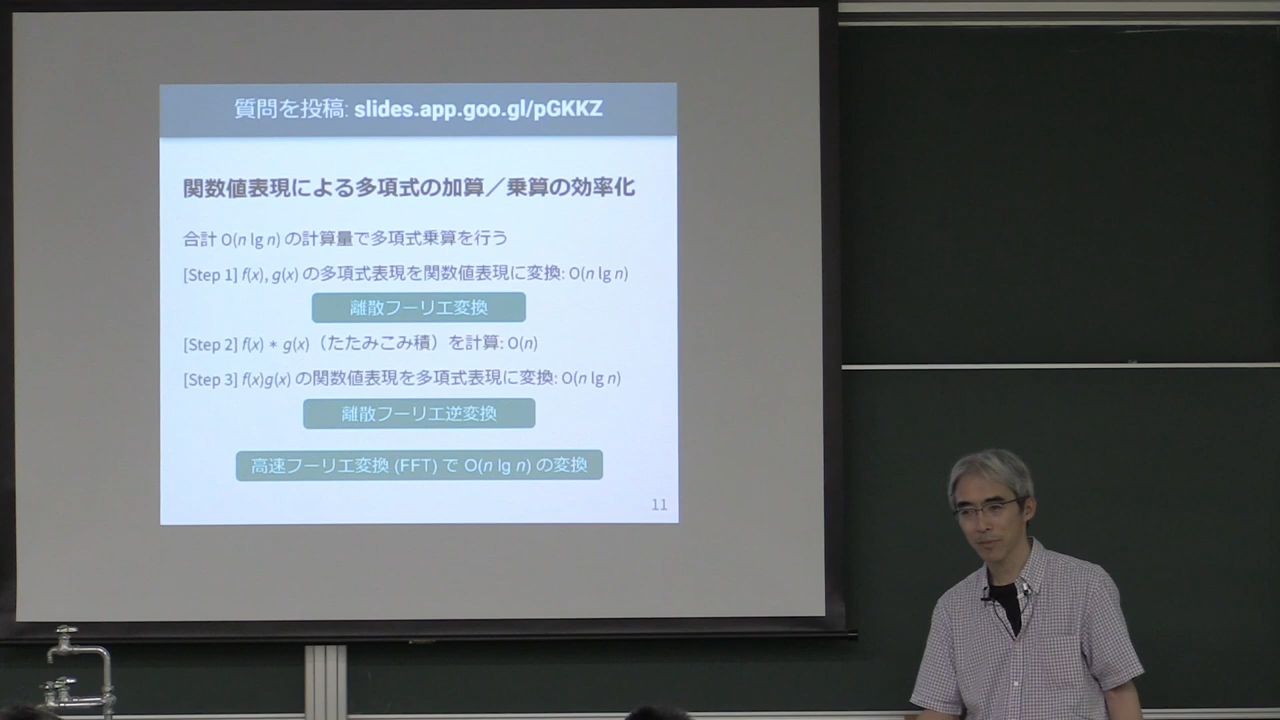 質問を投稿: slides.app.goo.gl/pGKKZ
関数値表現による多項式の加算／乗算の効率化
合計 O(n lg n) の計算量で多項式乗算を行う
[Step 1] f(x), g(x) の多項式表現を関数値表現に変換: O(n lg n)
離散フーリエ変換
[Step 2] f(x) * g(x)（たたみこみ積）を計算: O(n)
[Step 3] f(x)g(x) の関数値表現を多項式表現に変換: O(n lg n)
離散フーリエ逆変換
高速フーリエ変換 (FFT) で O(n lg n) の変換
11